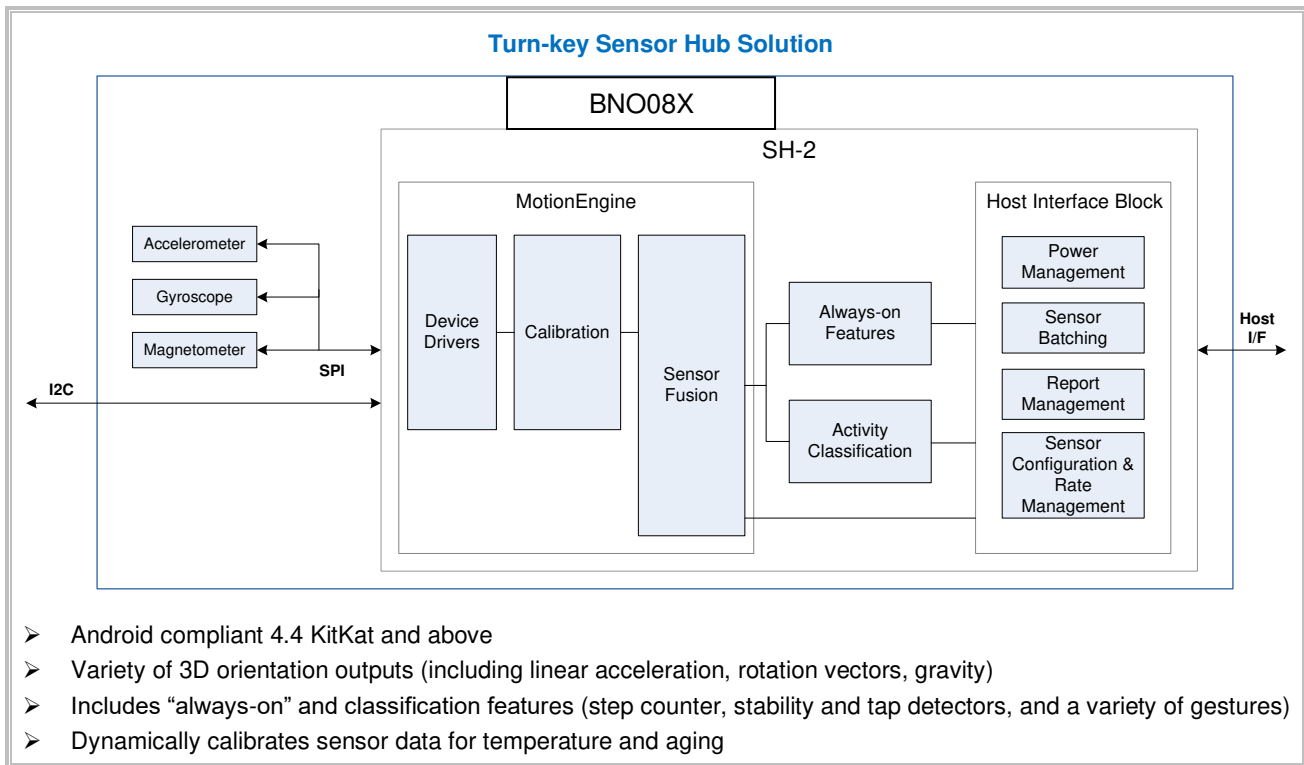 Turn-key Sensor Hub Solution
BNO08X
SH-2
MotionEngine
Host Interface Block
Accelerometer
Gyroscope
Magnetometer
SPI
I2C
Device
Drivers
Calibration
Sensor
Fusion
Always-on
Features
Activity
Classification
Power
Management
Sensor
Batching
Report
Management
Sensor
Configuration &
Rate
Management
Host
I/F
➢ Android compliant 4.4 KitKat and above
➢ Variety of 3D orientation outputs (including linear acceleration, rotation vectors, gravity)
➢ Includes “always-on” and classification features (step counter, stability and tap detectors, and a variety of gestures)
➢ Dynamically calibrates sensor data for temperature and aging